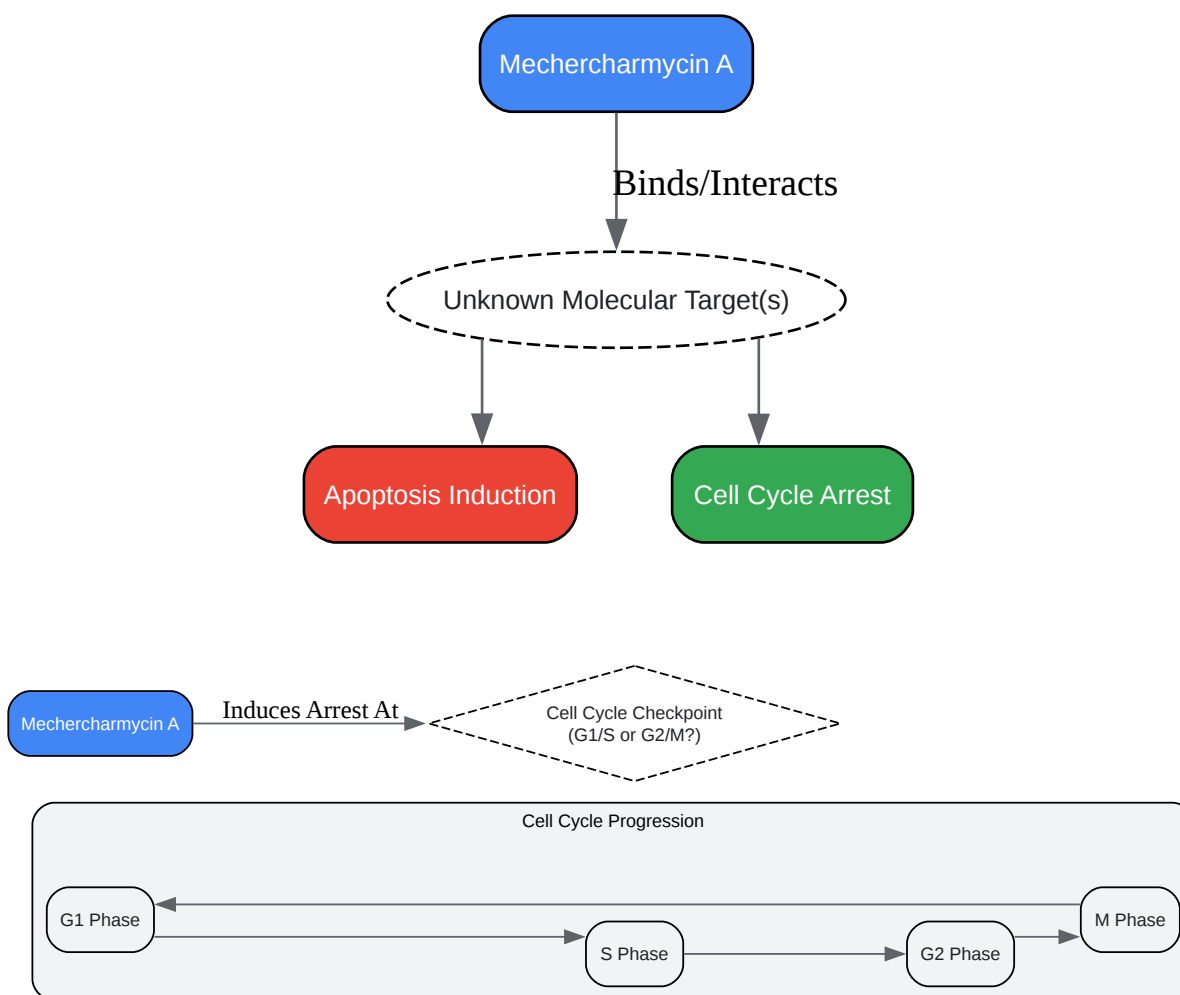 Mechercharmycin A
Binds/Interacts
Unknown Molecular Target(s)
Apoptosis Induction
Cell Cycle Arrest
Mechercharmycin A
Induces Arrest At
Cell Cycle Checkpoint
(G1/S or G2/M?)
Cell Cycle Progression
G1 Phase
S Phase
G2 Phase
M Phase